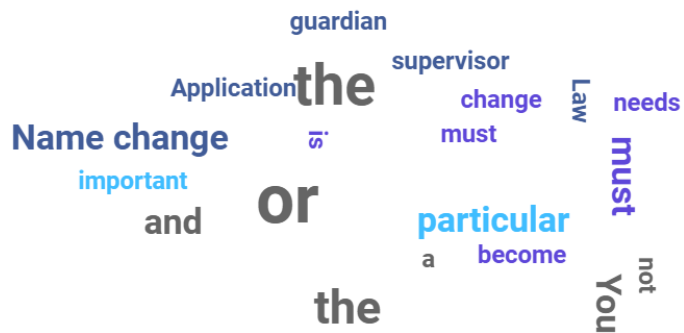 guardian
supervisor
Application
the
Law
change
needs
Name change
is
must
must
important
or
and
particular
a
become
not
You
the